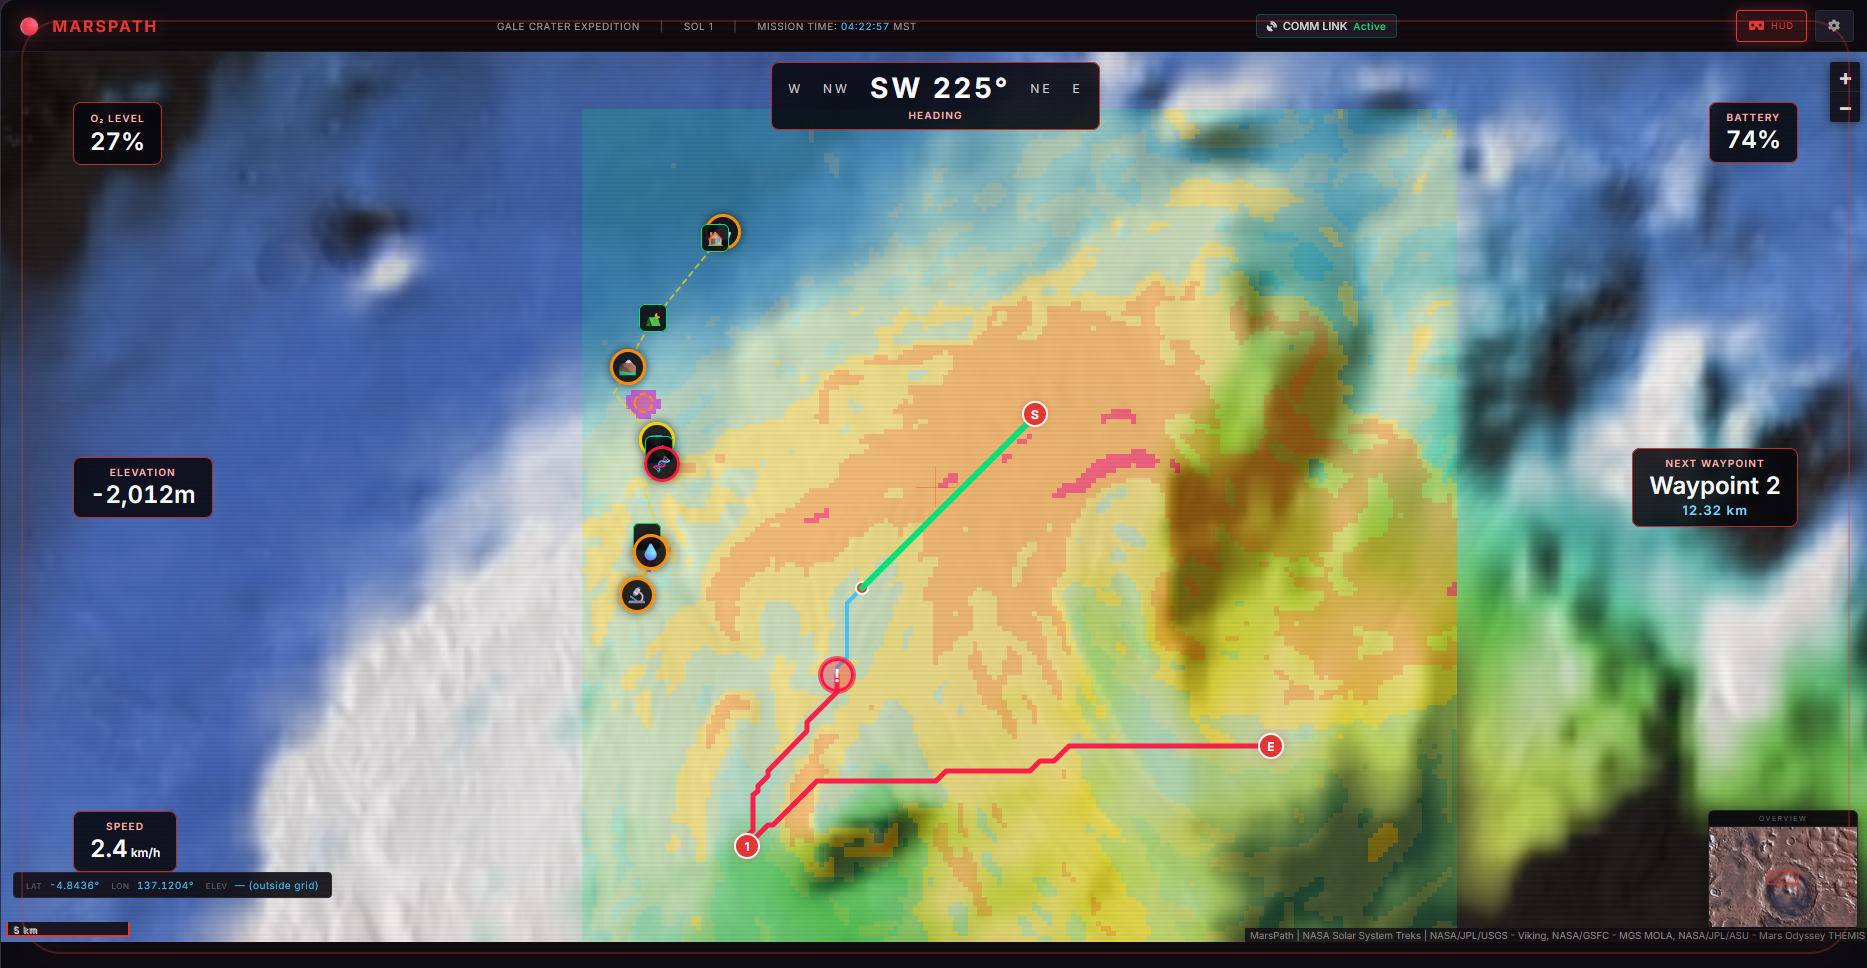 MARSPATH
GALE CRATER EXPEDITION | SOL 1 | MISSION TIME: 04:22:57 MST
COMM LINK Active
HUD
W NW SW 225° NE E
HEADING
O₂ LEVEL
27%
BATTERY
74%
+
−
S
ELEVATION
-2,012m
NEXT WAYPOINT
Waypoint 2
12.32 km
!
E
1
SPEED
2.4 km/h
LAT -4.8436° LON 137.1204° ELEV — (outside grid)
5 km
OVERVIEW
MarsPath | NASA Solar System Treks | NASA/JPL/USGS - Viking, NASA/GSFC - MGS MOLA, NASA/JPL/ASU - Mars Odyssey THEMIS